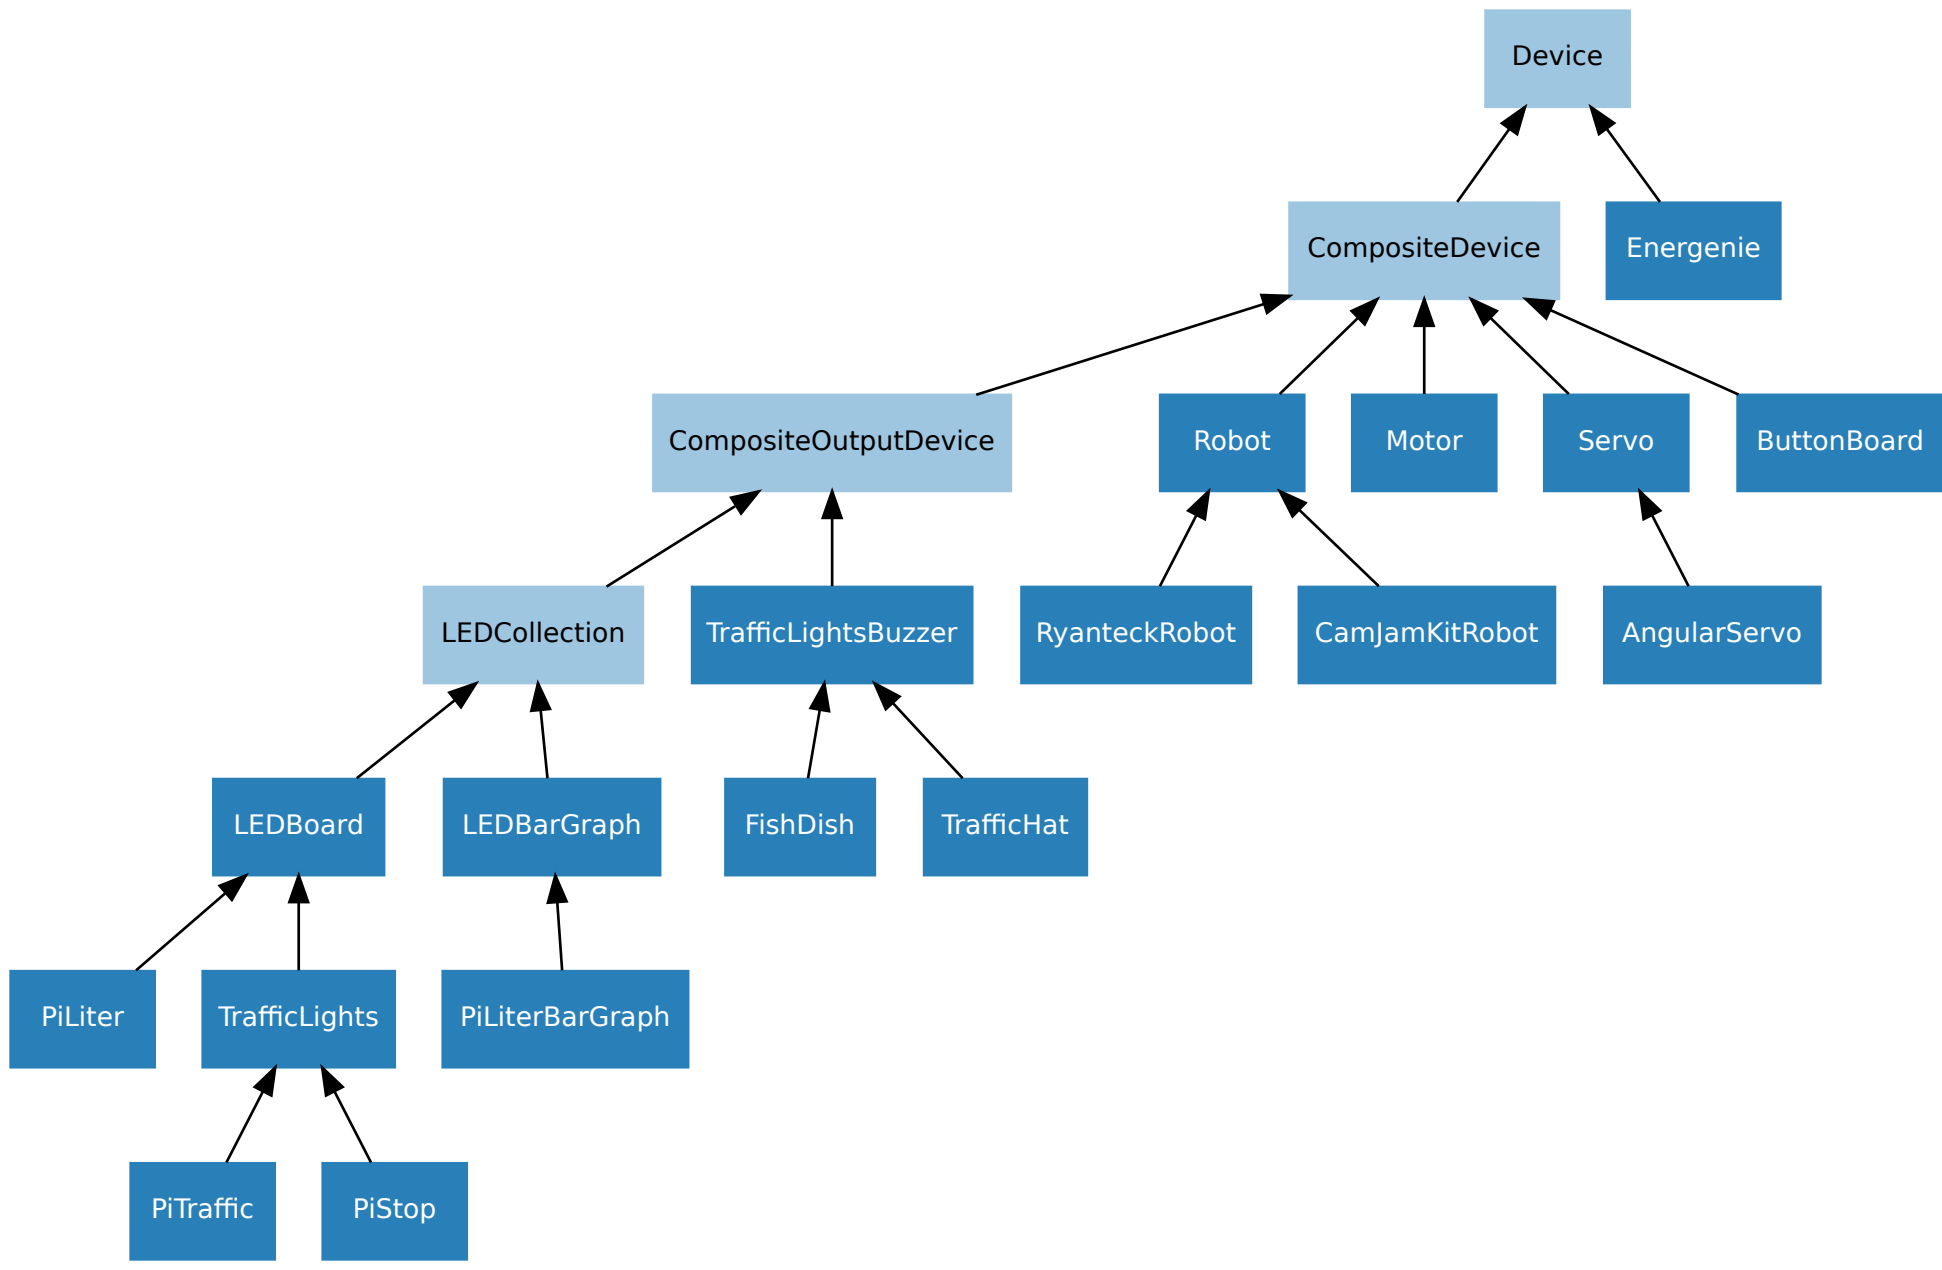 Device
CompositeDevice
Energenie
CompositeOutputDevice
Robot
Motor
Servo
ButtonBoard
LEDCollection
TrafficLightsBuzzer
RyanteckRobot
CamJamKitRobot
AngularServo
LEDBoard
LEDBarGraph
FishDish
TrafficHat
PiLiter
TrafficLights
PiLiterBarGraph
PiTraffic
PiStop